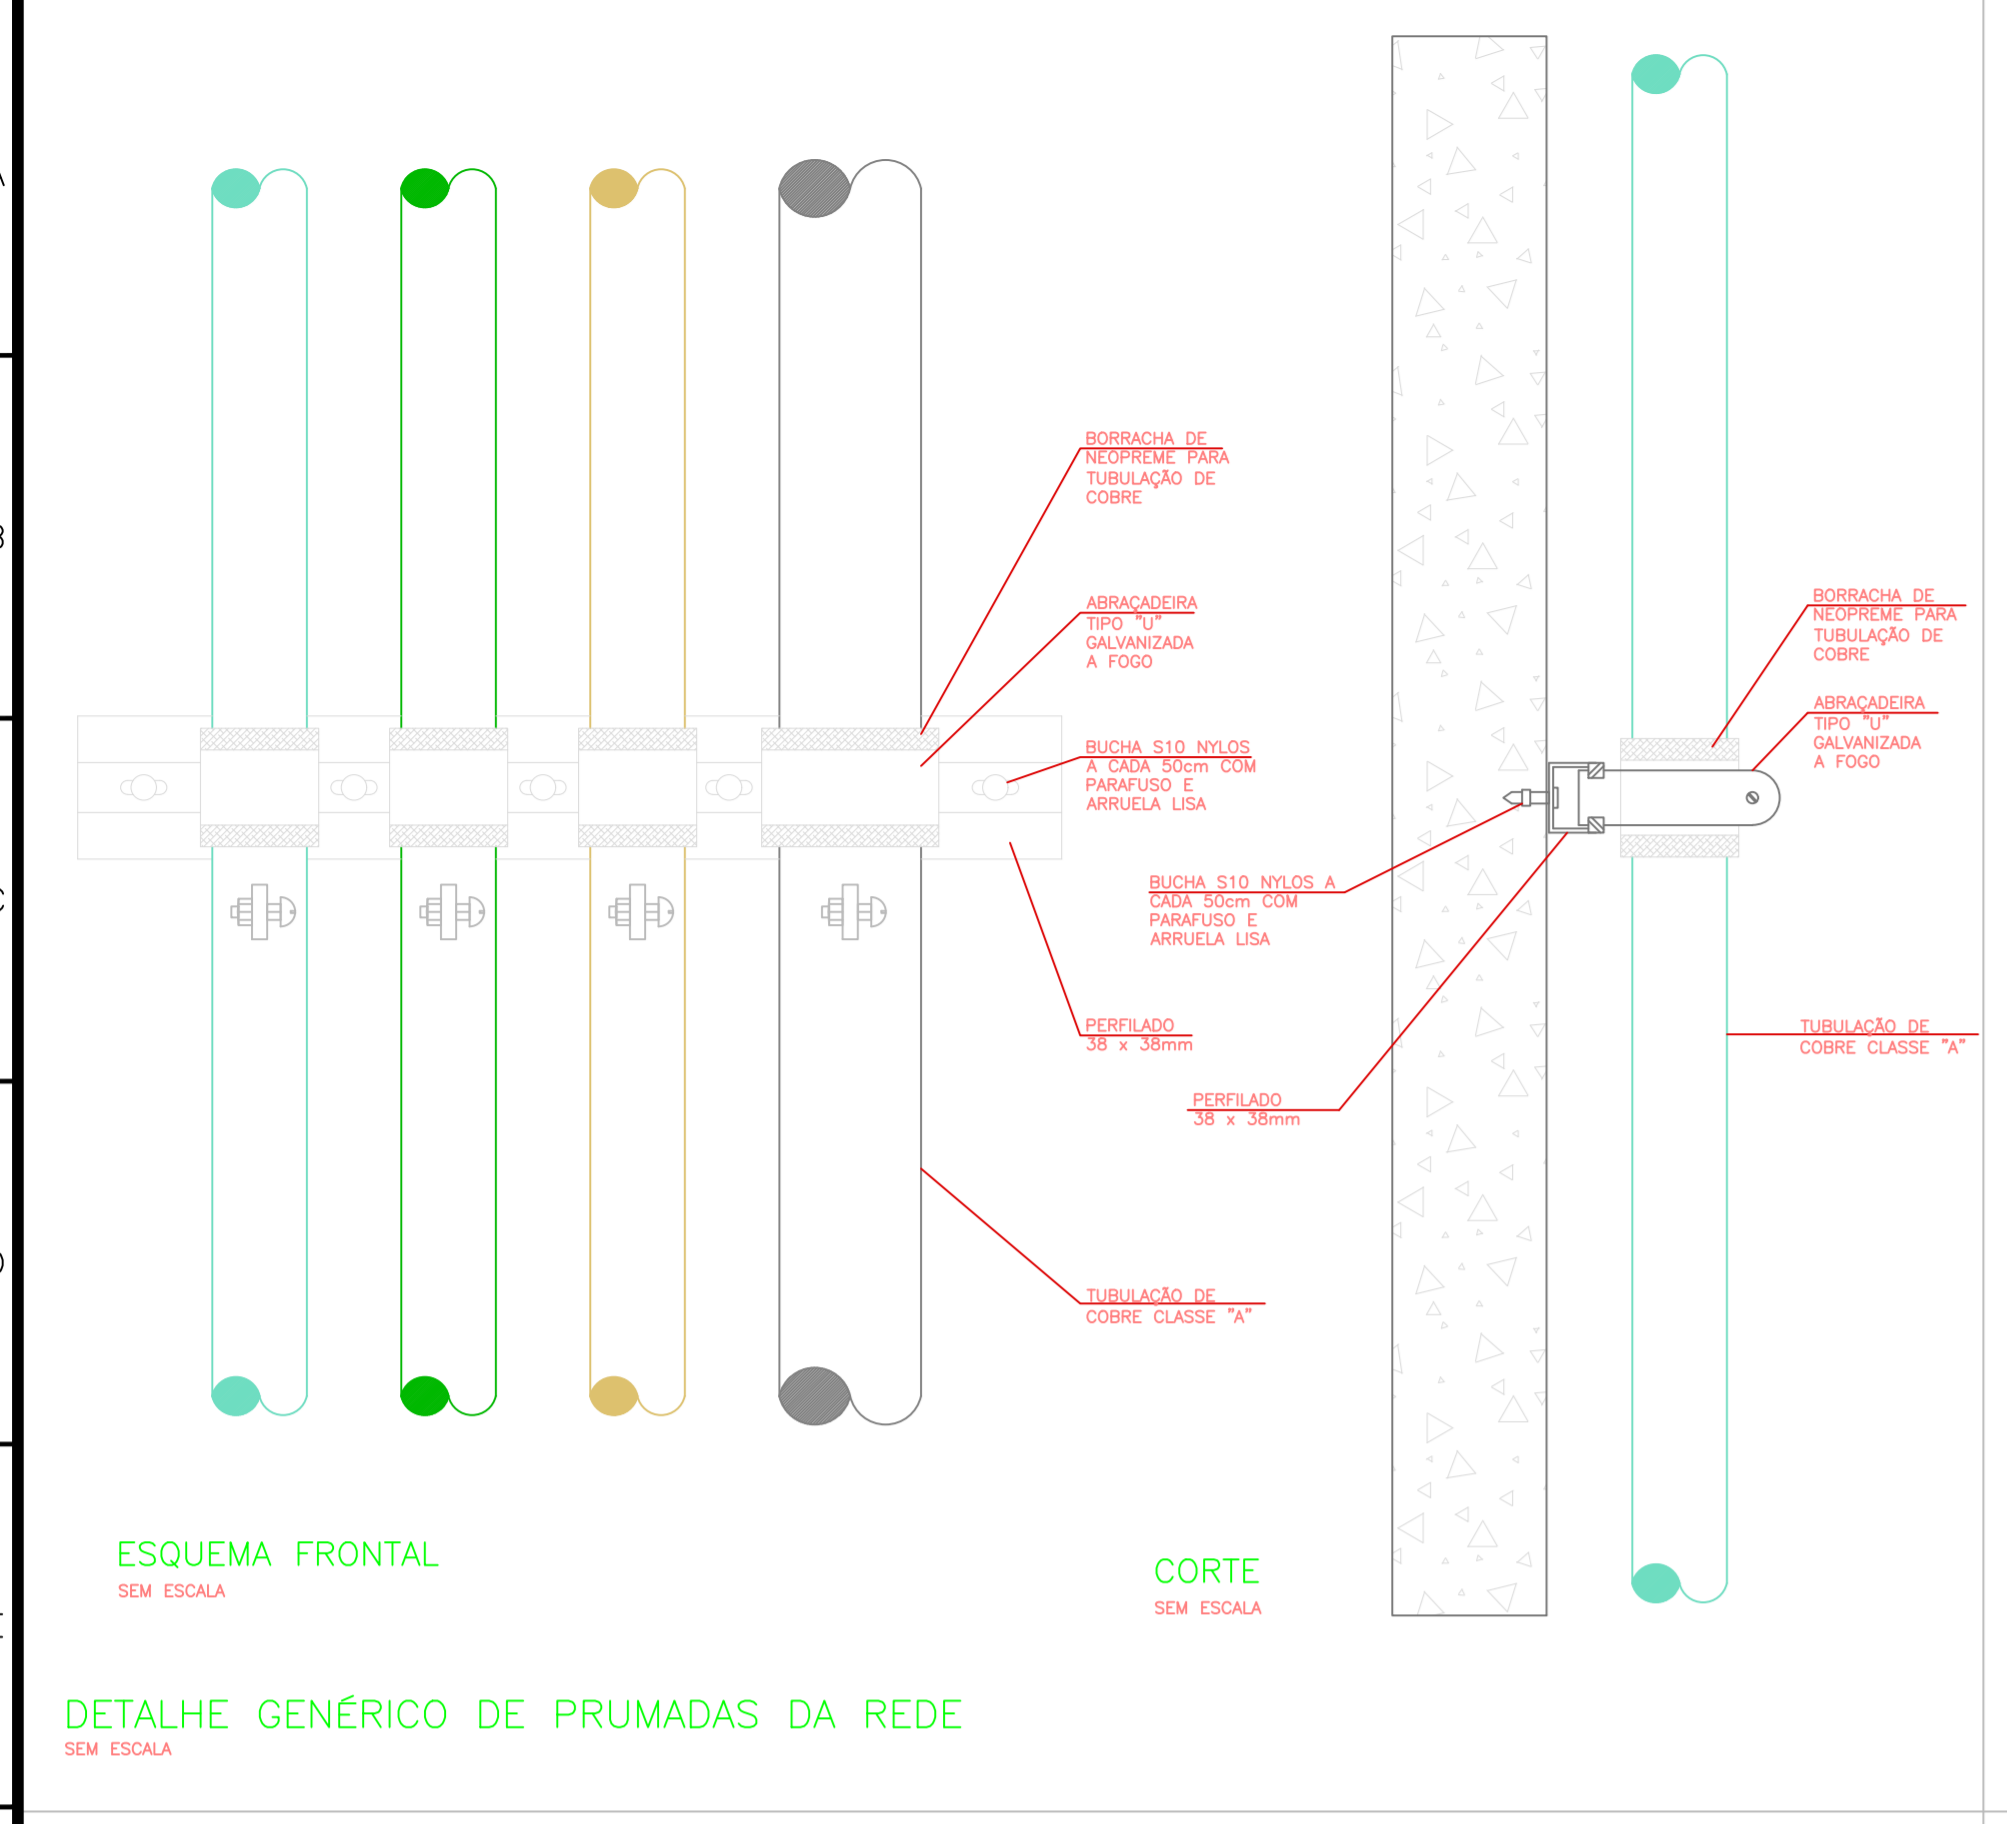 BORRACHA DE
NEOPREME PARA
TUBULAÇÃO DE
COBRE
ABRAÇADEIRA
TIPO "U"
GALVANIZADA
A FOGO
BUCHA S10 NYLOS
A CADA 50cm COM
PARAFUSO E
ARRUELA LISA
PERFILADO
38 x 38mm
TUBULAÇÃO DE
COBRE CLASSE "A"
ESQUEMA FRONTAL
SEM ESCALA
BORRACHA DE
NEOPREME PARA
TUBULAÇÃO DE
COBRE
ABRAÇADEIRA
TIPO "U"
GALVANIZADA
A FOGO
BUCHA S10 NYLOS A
CADA 50cm COM
PARAFUSO E
ARRUELA LISA
PERFILADO
38 x 38mm
TUBULAÇÃO DE
COBRE CLASSE "A"
CORTE
SEM ESCALA
DETALHE GENÉRICO DE PRUMADAS DA REDE
SEM ESCALA